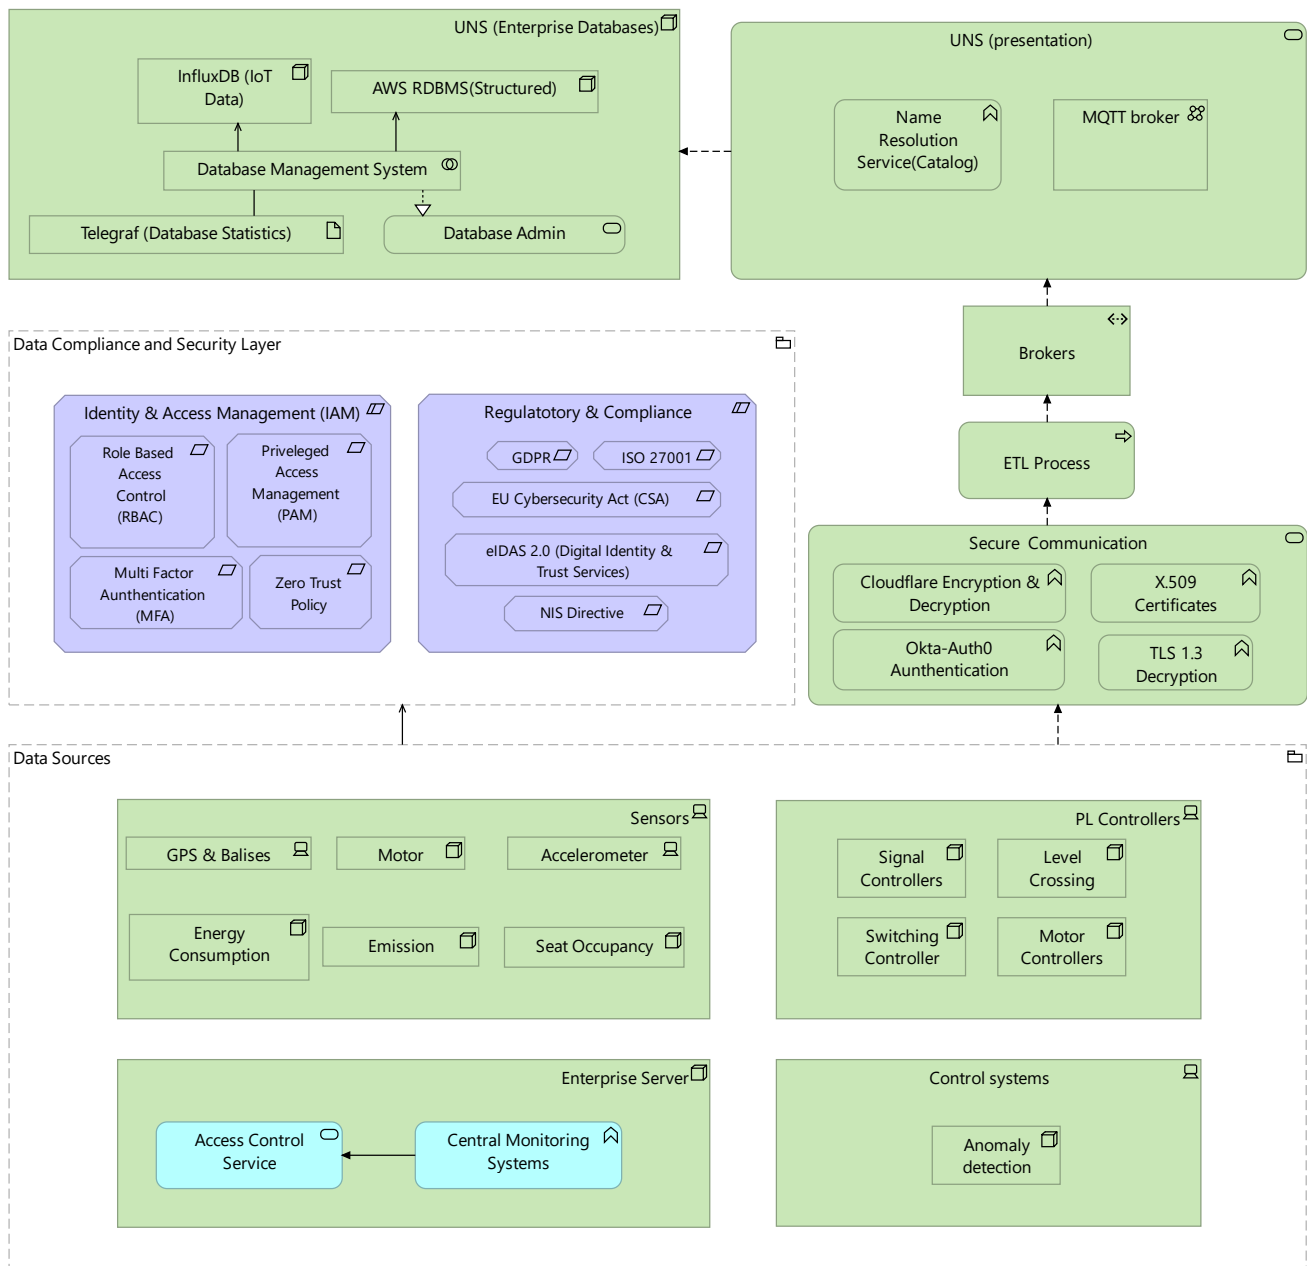 UNS (Enterprise Databases)
InfluxDB (IoT
Data)
AWS RDBMS(Structured)
Database Management System
Telegraf (Database Statistics)
Database Admin
UNS (presentation)
Name
Resolution
Service(Catalog)
MQTT broker
Brokers
ETL Process
Secure Communication
Cloudflare Encryption &
Decryption
X.509
Certificates
Okta-Auth0
Aunthentication
TLS 1.3
Decryption
Data Compliance and Security Layer
Identity & Access Management (IAM)
Role Based
Access
Control
(RBAC)
Priveleged
Access
Management
(PAM)
Multi Factor
Aunthentication
(MFA)
Zero Trust
Policy
Regulatotory & Compliance
GDPR
ISO 27001
EU Cybersecurity Act (CSA)
eIDAS 2.0 (Digital Identity &
Trust Services)
NIS Directive
Data Sources
Sensors
GPS & Balises
Motor
Accelerometer
Energy
Consumption
Emission
Seat Occupancy
PL Controllers
Signal
Controllers
Level
Crossing
Switching
Controller
Motor
Controllers
Enterprise Server
Access Control
Service
Central Monitoring
Systems
Control systems
Anomaly
detection